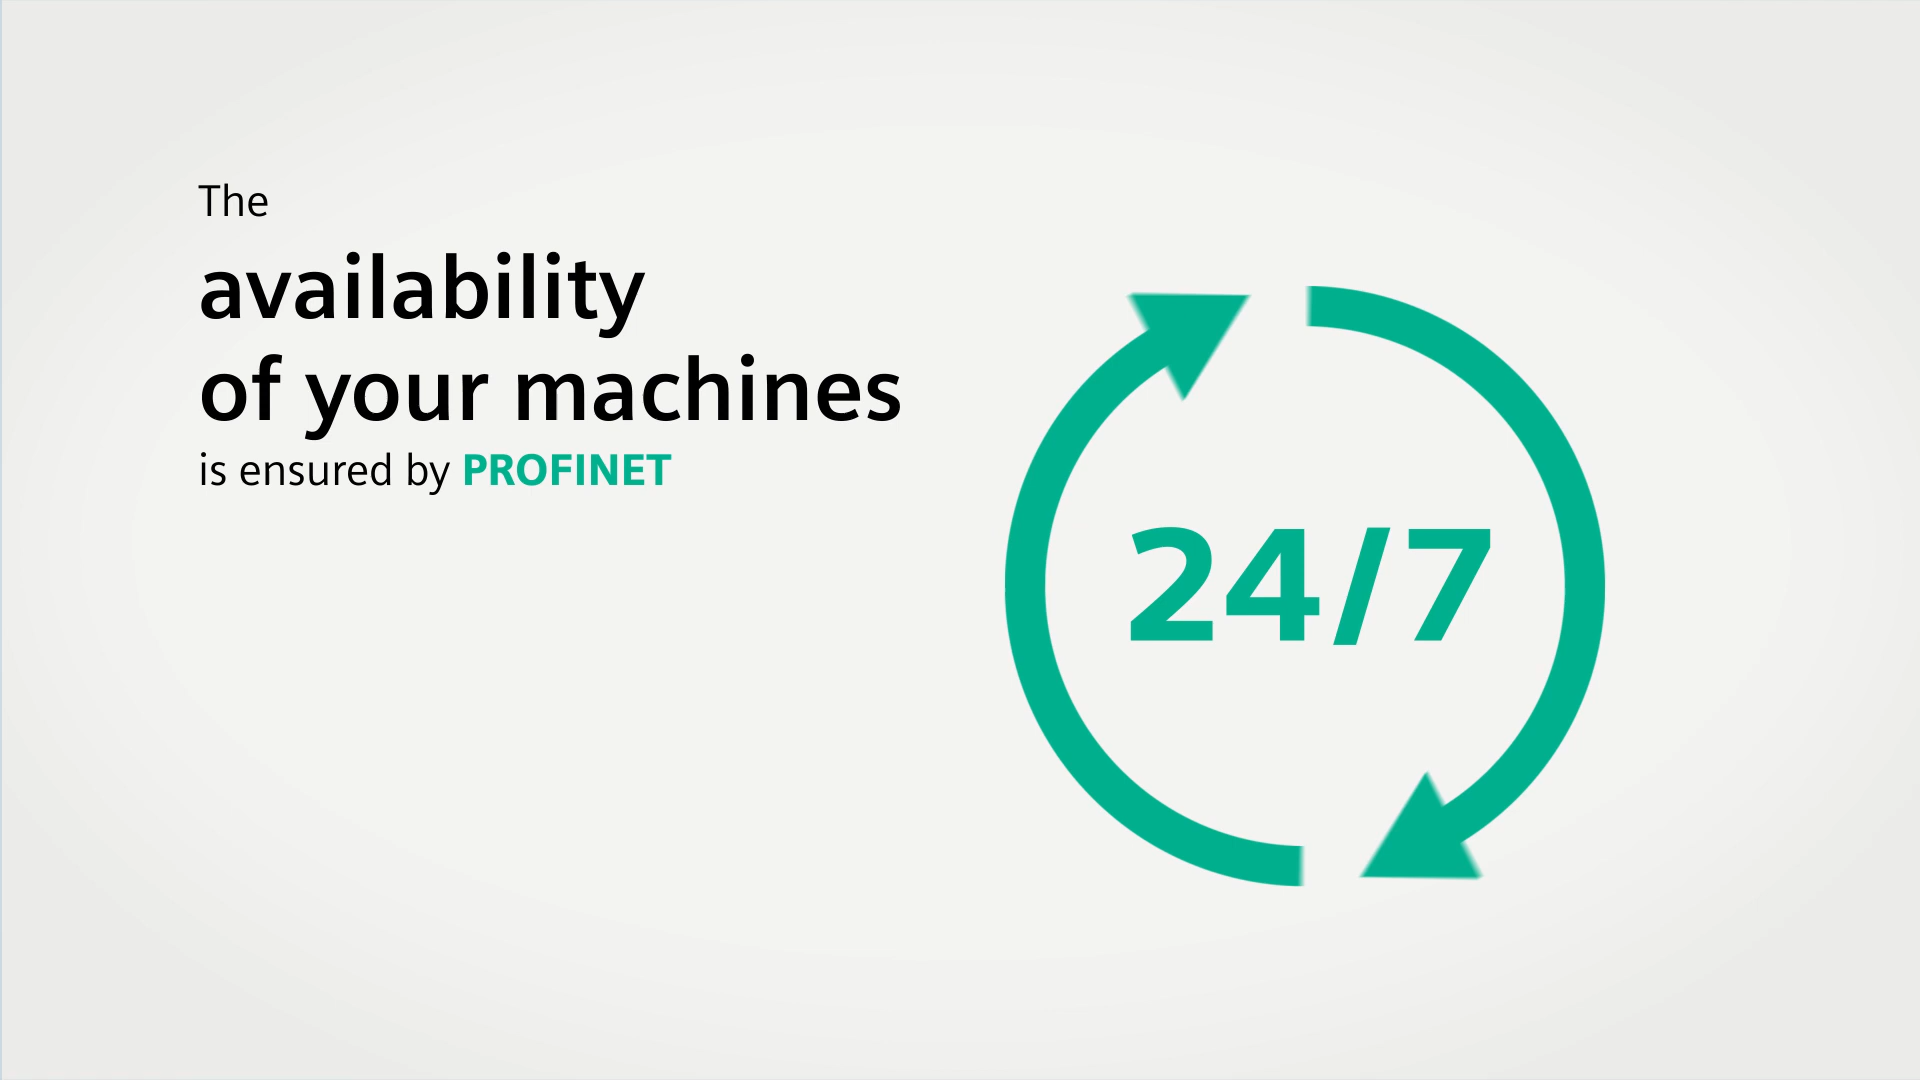 The
availability
of your machines
is ensured by PROFINET
24/7